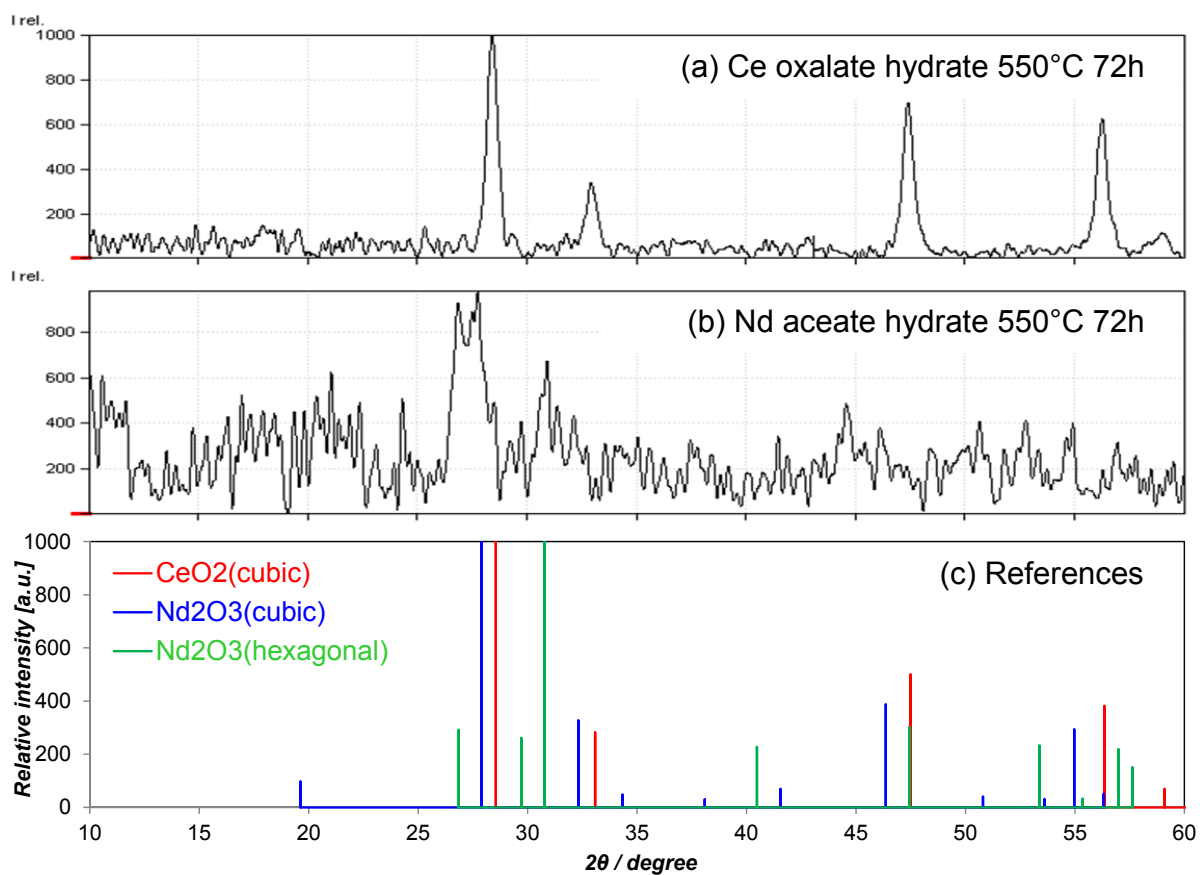 I rel.
1000
(a) Ce oxalate hydrate 550°C 72h
800
600
400
200
I rel.
(b) Nd aceate hydrate 550°C 72h
800
600
400
200
1000
CeO2(cubic)
(c) References
800
Nd2O3(cubic)
600
Nd2O3(hexagonal)
400
200
0
Relative intensity [a.u.]
10 15 20 25 30 35 40 45 50 55 60
2θ / degree